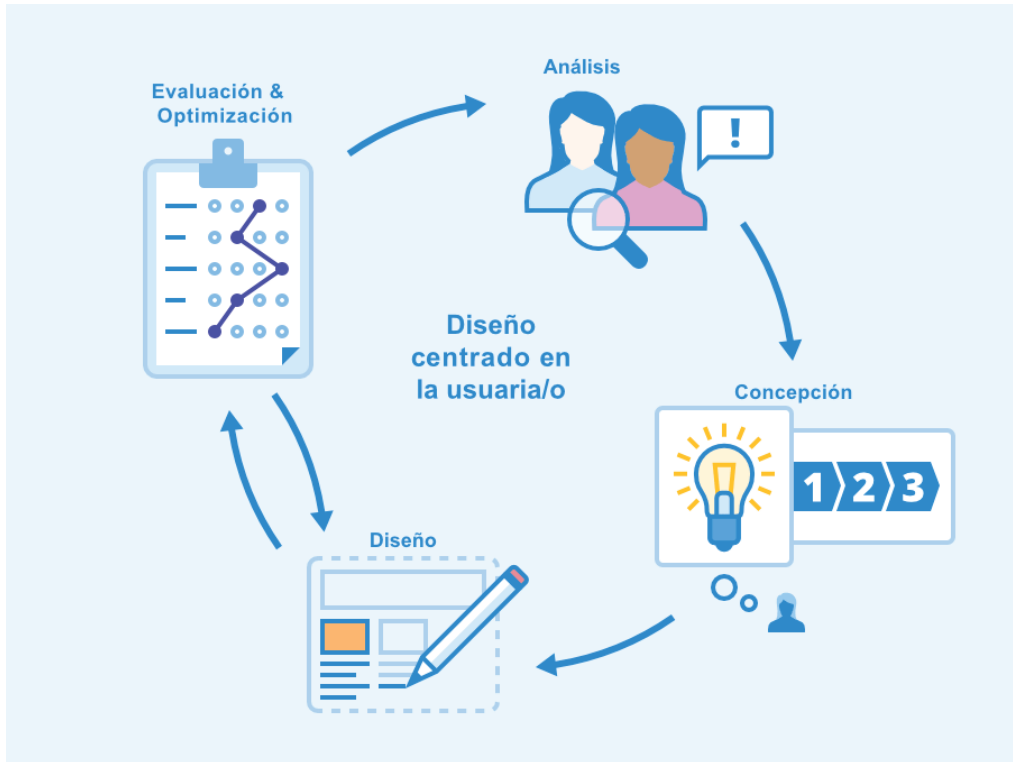 Análisis
Evaluación &
Optimización
!
Diseño
centrado en
la usuaria/o
Concepción
1 2 3
Diseño